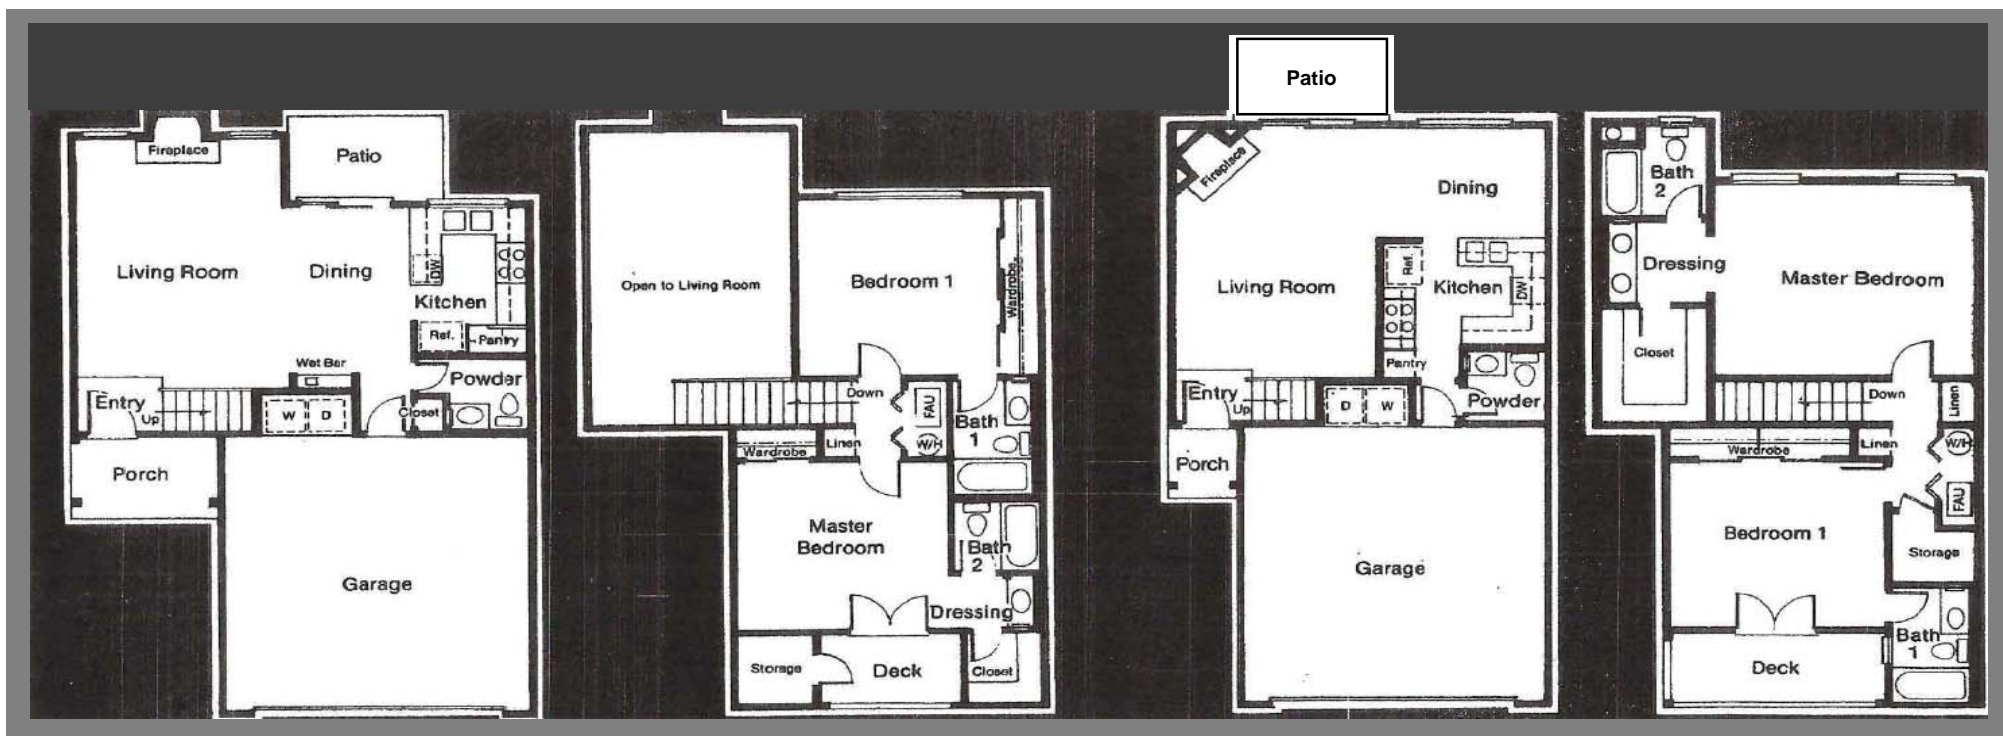 Fireplace
Patio
Living Room
Dining
DW
Kitchen
Ref.
Pantry
Wet Bar
Powder
Entry
Up
W
D
Closet
Porch
Garage
Open to Living Room
Bedroom 1
Wardrobe
Down
FAU
Bath
1
Linen
W/H
Wardrobe
Master
Bedroom
Bath
2
Dressing
Storage
Deck
Closet
Patio
Fireplace
Dining
Living Room
Ref.
Kitchen
DW
Pantry
Entry
Up
D
W
Powder
Porch
Garage
Bath
2
Dressing
Master Bedroom
Closet
Down
Linen
Linen
W/H
Wardrobe
FAU
Bedroom 1
Storage
Bath
1
Deck